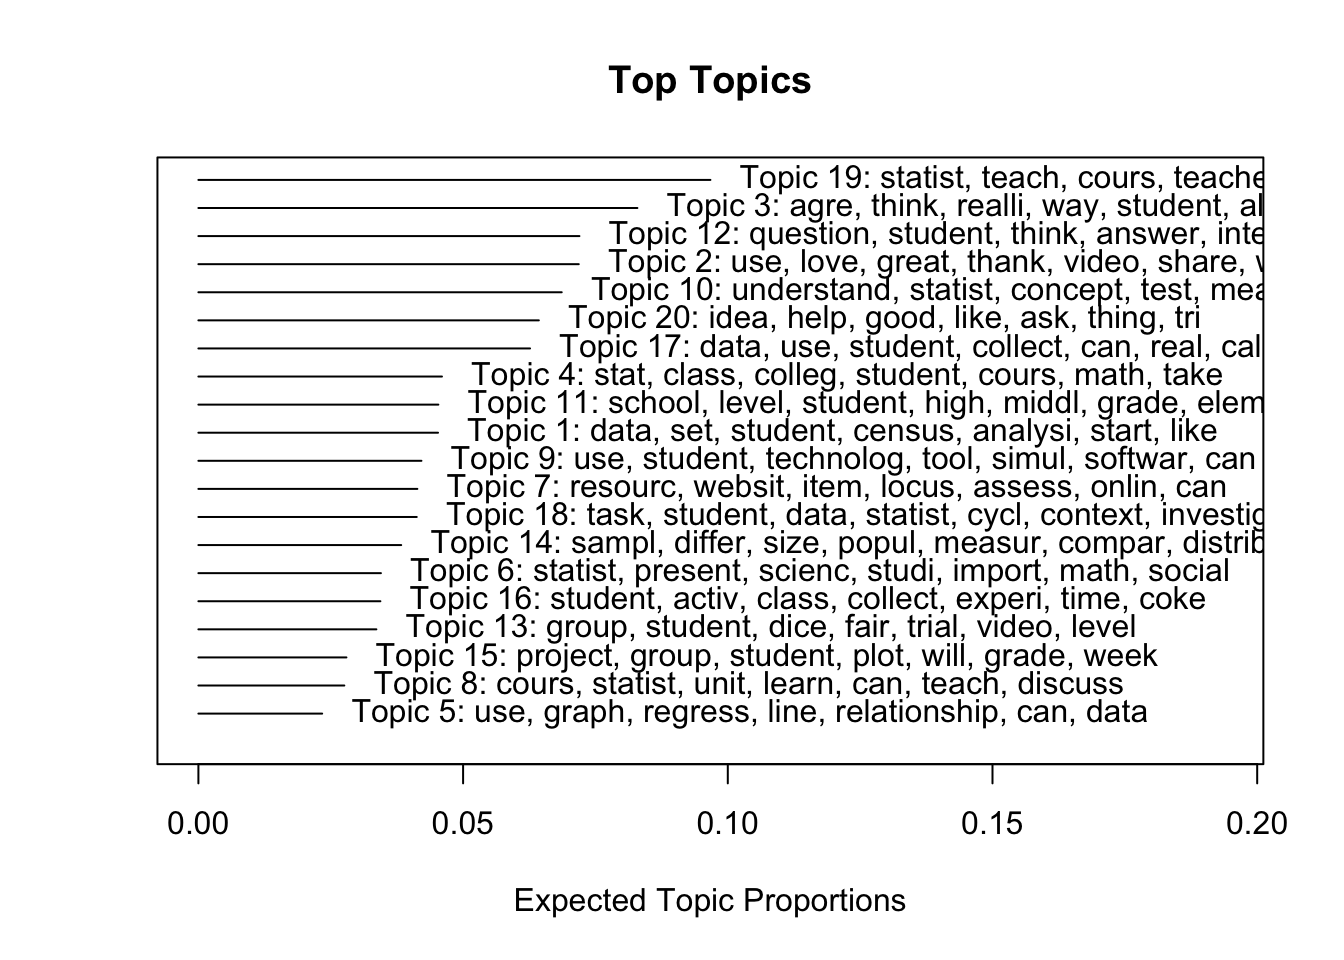 Top Topics
Topic 19: statist, teach, cours, teache
Topic 3: agre, think, realli, way, student, al
Topic 12: question, student, think, answer, inte
Topic 2: use, love, great, thank, video, share,
Topic 10: understand, statist, concept, test, mea
Topic 20: idea, help, good, like, ask, thing, tri
Topic 17: data, use, student, collect, can, real, cal
Topic 4: stat, class, colleg, student, cours, math, take
Topic 11: school, level, student, high, middl, grade, elem
Topic 1: data, set, student, census, analysi, start, like
Topic 9: use, student, technolog, tool, simul, softwar, can
Topic 7: resourc, websit, item, locus, assess, onlin, can
Topic 18: task, student, data, statist, cycl, context, investig
Topic 14: sampl, differ, size, popul, measur, compar, distrib
Topic 6: statist, present, scienc, studi, import, math, social
Topic 16: student, activ, class, collect, experi, time, coke
Topic 13: group, student, dice, fair, trial, video, level
Topic 15: project, group, student, plot, will, grade, week
Topic 8: cours, statist, unit, learn, can, teach, discuss
Topic 5: use, graph, regress, line, relationship, can, data
0.00 0.05 0.10 0.15 0.20
Expected Topic Proportions